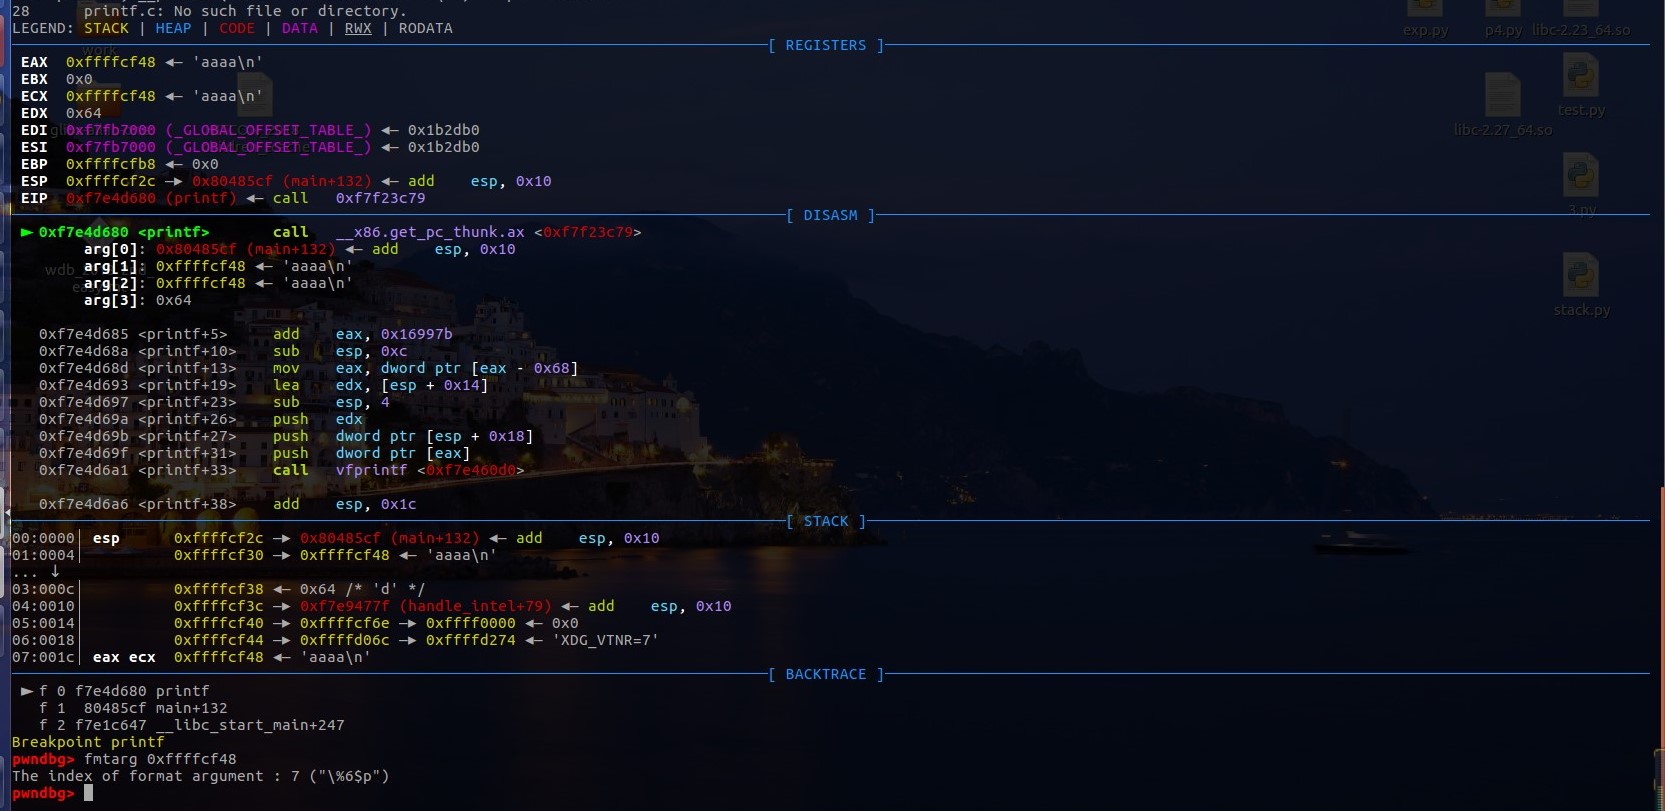 28      printf.c: No such file or directory.
LEGEND: STACK | HEAP | CODE | DATA | RWX | RODATA
[ REGISTERS ]
EAX  0xffffcf48 ◂— 'aaaa\n'
EBX  0x0
ECX  0xffffcf48 ◂— 'aaaa\n'
EDX  0x64
EDI  0xf7fb7000 (_GLOBAL_OFFSET_TABLE_) ◂— 0x1b2db0
ESI  0xf7fb7000 (_GLOBAL_OFFSET_TABLE_) ◂— 0x1b2db0
EBP  0xffffcfb8 ◂— 0x0
ESP  0xffffcf2c —▸ 0x80485cf (main+132) ◂— add    esp, 0x10
EIP  0xf7e4d680 (printf) ◂— call   0xf7f23c79
[ DISASM ]
► 0xf7e4d680 <printf>       call   __x86.get_pc_thunk.ax <0xf7f23c79>
arg[0]: 0x80485cf (main+132) ◂— add    esp, 0x10
arg[1]: 0xffffcf48 ◂— 'aaaa\n'
arg[2]: 0xffffcf48 ◂— 'aaaa\n'
arg[3]: 0x64
0xf7e4d685 <printf+5>     add    eax, 0x16997b
0xf7e4d68a <printf+10>    sub    esp, 0xc
0xf7e4d68d <printf+13>    mov    eax, dword ptr [eax - 0x68]
0xf7e4d693 <printf+19>    lea    edx, [esp + 0x14]
0xf7e4d697 <printf+23>    sub    esp, 4
0xf7e4d69a <printf+26>    push   edx
0xf7e4d69b <printf+27>    push   dword ptr [esp + 0x18]
0xf7e4d69f <printf+31>    push   dword ptr [eax]
0xf7e4d6a1 <printf+33>    call   vfprintf <0xf7e460d0>
0xf7e4d6a6 <printf+38>    add    esp, 0x1c
[ STACK ]
00:0000│  esp      0xffffcf2c —▸ 0x80485cf (main+132) ◂— add    esp, 0x10
01:0004│           0xffffcf30 —▸ 0xffffcf48 ◂— 'aaaa\n'
... ↓
03:000c│           0xffffcf38 ◂— 0x64 /* 'd' */
04:0010│           0xffffcf3c —▸ 0xf7e9477f (handle_intel+79) ◂— add    esp, 0x10
05:0014│           0xffffcf40 —▸ 0xffffcf6e —▸ 0xffff0000 ◂— 0x0
06:0018│           0xffffcf44 —▸ 0xffffd06c —▸ 0xffffd274 ◂— 'XDG_VTNR=7'
07:001c│  eax ecx  0xffffcf48 ◂— 'aaaa\n'
[ BACKTRACE ]
► f 0 f7e4d680 printf
f 1  80485cf main+132
f 2 f7e1c647 __libc_start_main+247
Breakpoint printf
pwndbg> fmtarg 0xffffcf48
The index of format argument : 7 ("\%6$p")
pwndbg>
work
exp.py
p4.py
libc-2.23_64.so
test.py
libc-2.27_64.so
3.py
stack.py